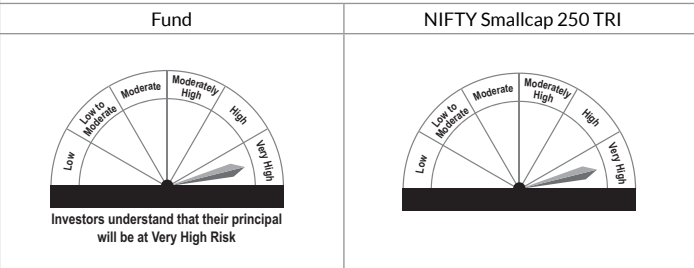 Fund
NIFTY Smallcap 250 TRI
Low
Low to
Moderate
Moderate
Moderately
High
High
Very High
Investors understand that their principal
will be at Very High Risk
Low
Low to
Moderate
Moderate
Moderately
High
High
Very High